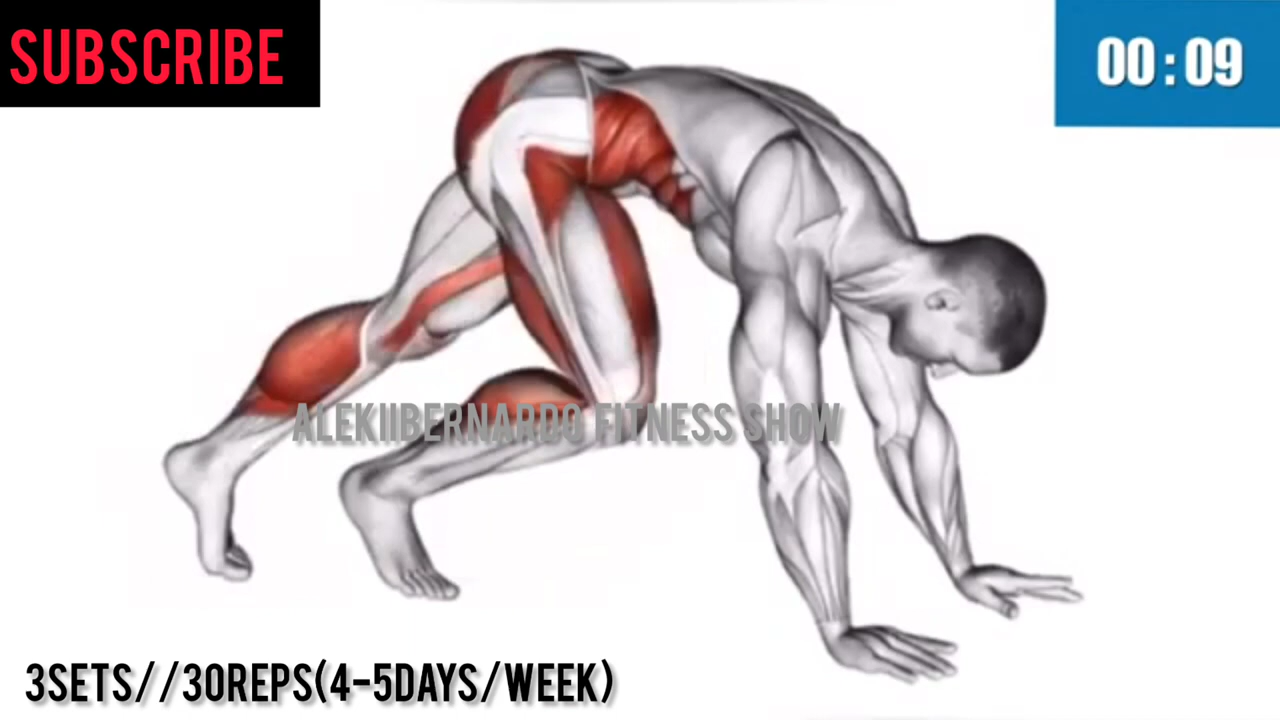 SUBSCRIBE
00:09
ALEKIIBERNARDO FITNESS SHOW
3SETS//30REPS(4-5DAYS/WEEK)